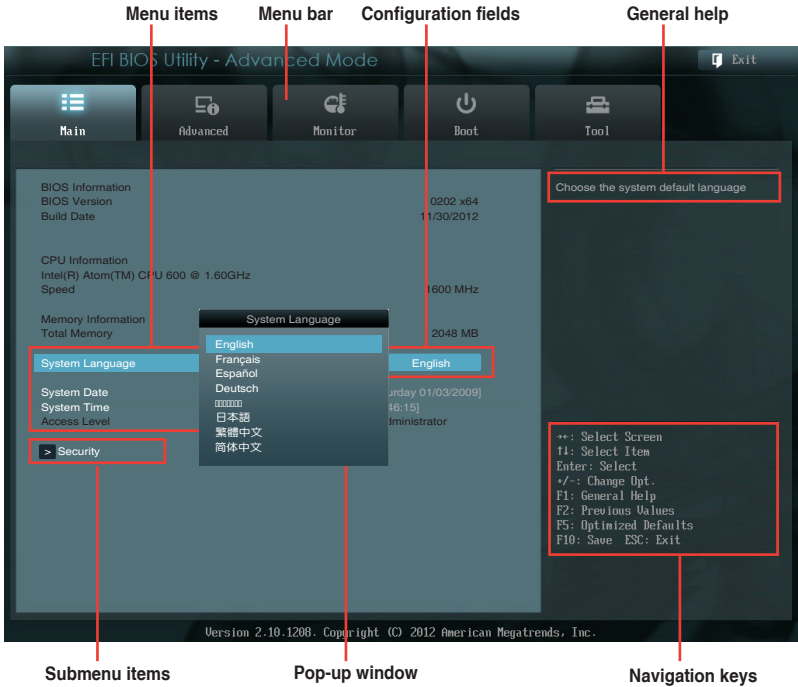 Menu items Menu bar Configuration fields General help
EFI BIOS Utility - Advanced Mode
Exit
Main Advanced Monitor Boot Tool
BIOS Information
BIOS Version 0202 x64
Build Date 11/30/2012
CPU Information
Intel(R) Atom(TM) CPU 600 @ 1.60GHz
Speed 1600 MHz
Memory Information
Total Memory 2048 MB
System Language English
System Date urday 01/03/2009]
System Time 46:15]
Access Level dministrator
> Security
System Language
English
Français
Español
Deutsch
日本語
繁體中文
简体中文
Choose the system default language
→←: Select Screen
↑↓: Select Item
Enter: Select
+/-: Change Opt.
F1: General Help
F2: Previous Values
F5: Optimized Defaults
F10: Save ESC: Exit
Version 2.10.1208. Copyright (C) 2012 American Megatrends, Inc.
Submenu items Pop-up window Navigation keys